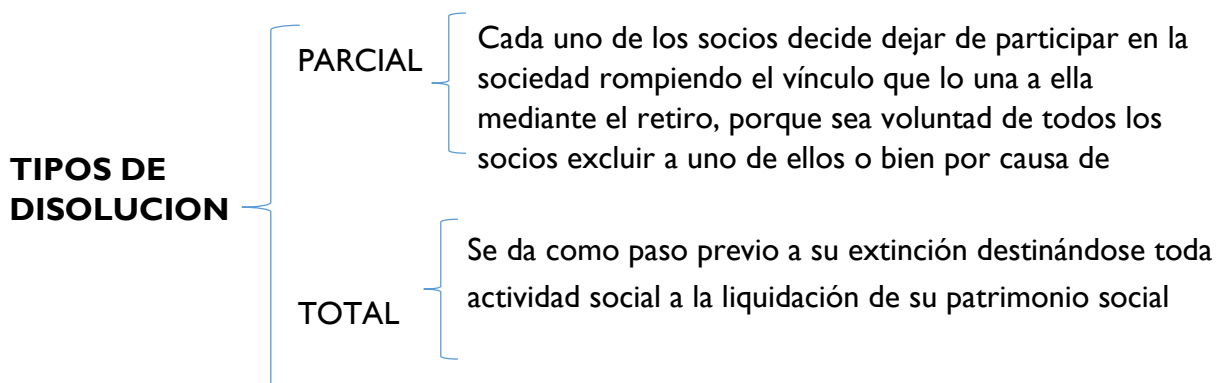 TIPOS DE
DISOLUCION
PARCIAL
Cada uno de los socios decide dejar de participar en la
sociedad rompiendo el vínculo que lo una a ella
mediante el retiro, porque sea voluntad de todos los
socios excluir a uno de ellos o bien por causa de
TOTAL
Se da como paso previo a su extinción destinándose toda
actividad social a la liquidación de su patrimonio social